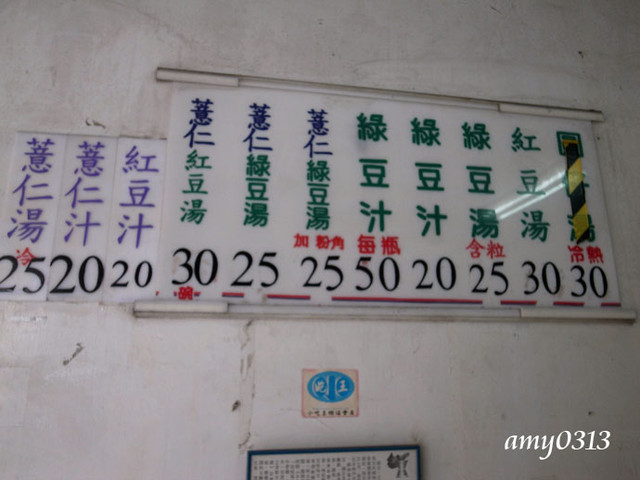 薏仁湯
冷
25
薏仁汁
20
紅豆汁
20
薏仁紅豆湯
30
碗
薏仁綠豆湯
25
薏仁綠豆湯
加粉角
25
綠豆汁
每瓶
50
綠豆汁
20
綠豆湯
含粒
25
紅豆湯
30
湯
冷熱
30
王
amy0313